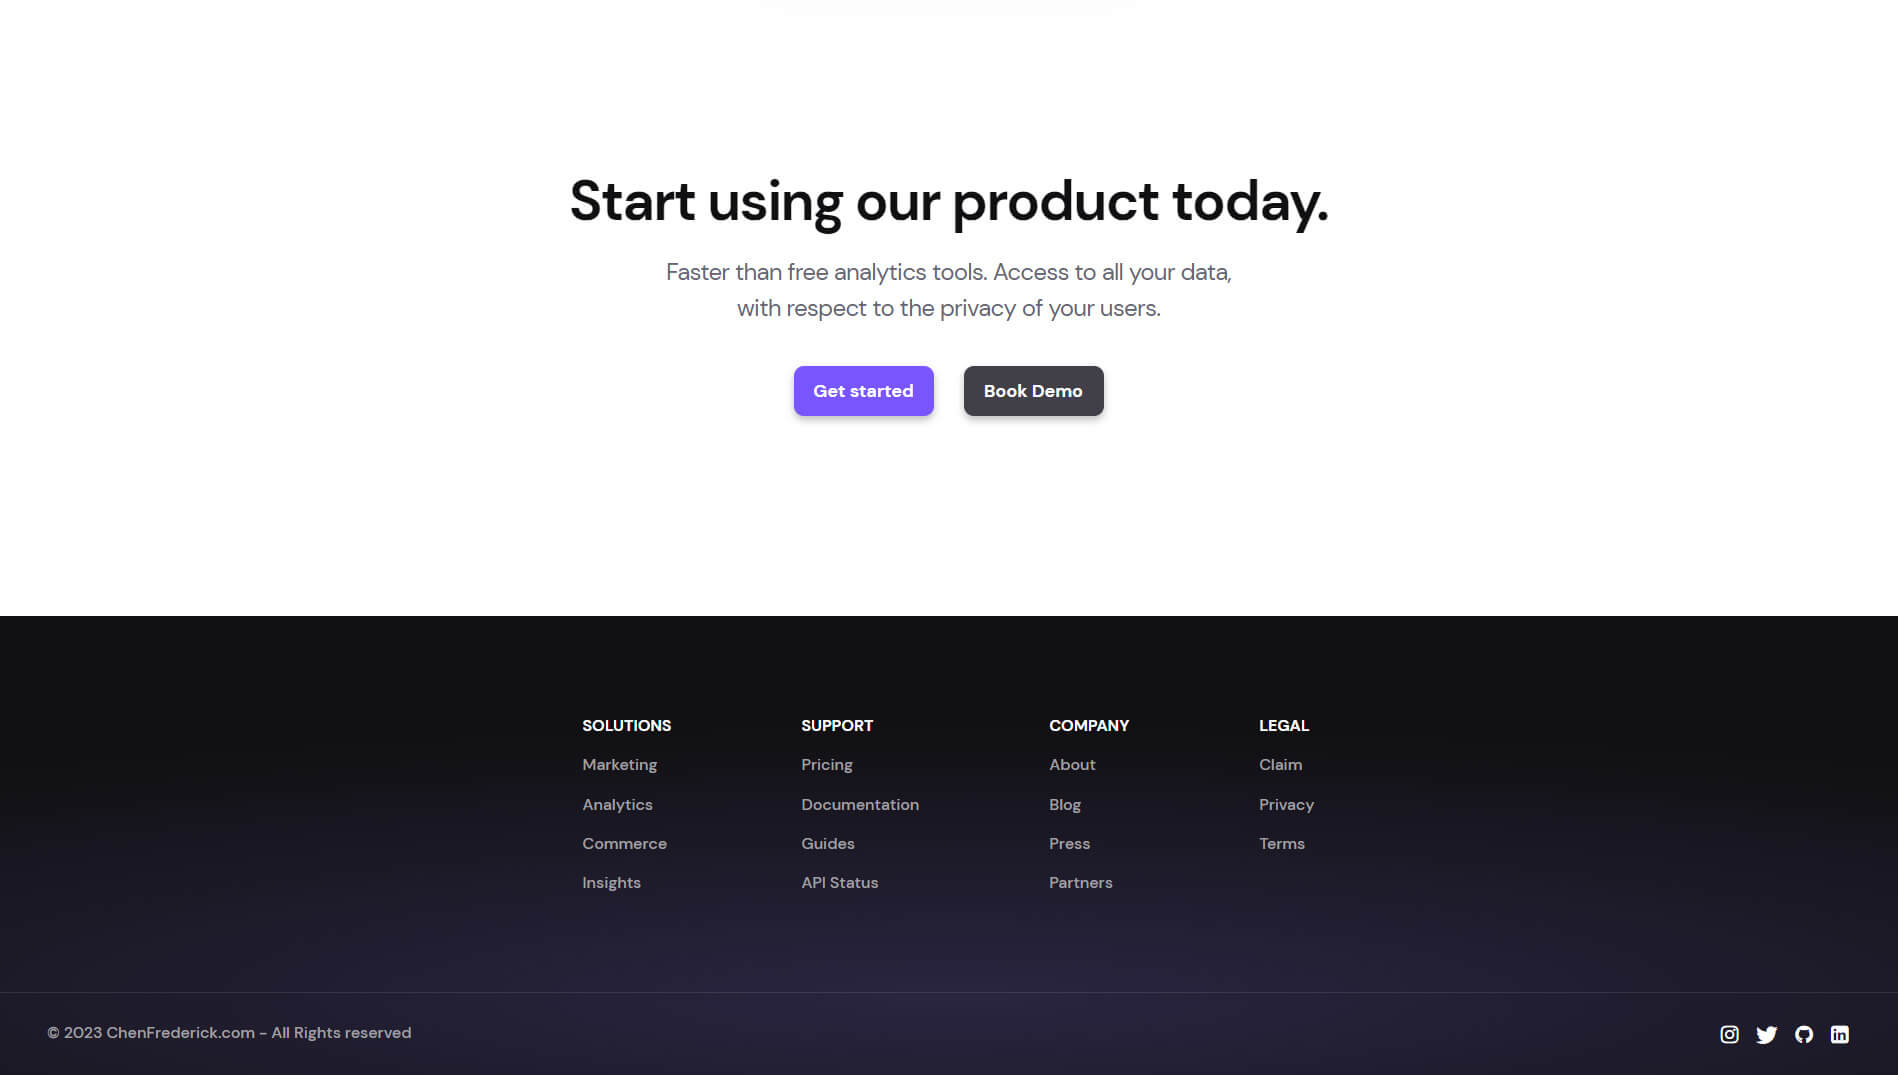 Start using our product today.
Faster than free analytics tools. Access to all your data,
with respect to the privacy of your users.
Get started
Book Demo
SOLUTIONS
Marketing
Analytics
Commerce
Insights
SUPPORT
Pricing
Documentation
Guides
API Status
COMPANY
About
Blog
Press
Partners
LEGAL
Claim
Privacy
Terms
© 2023 ChenFrederick.com - All Rights reserved